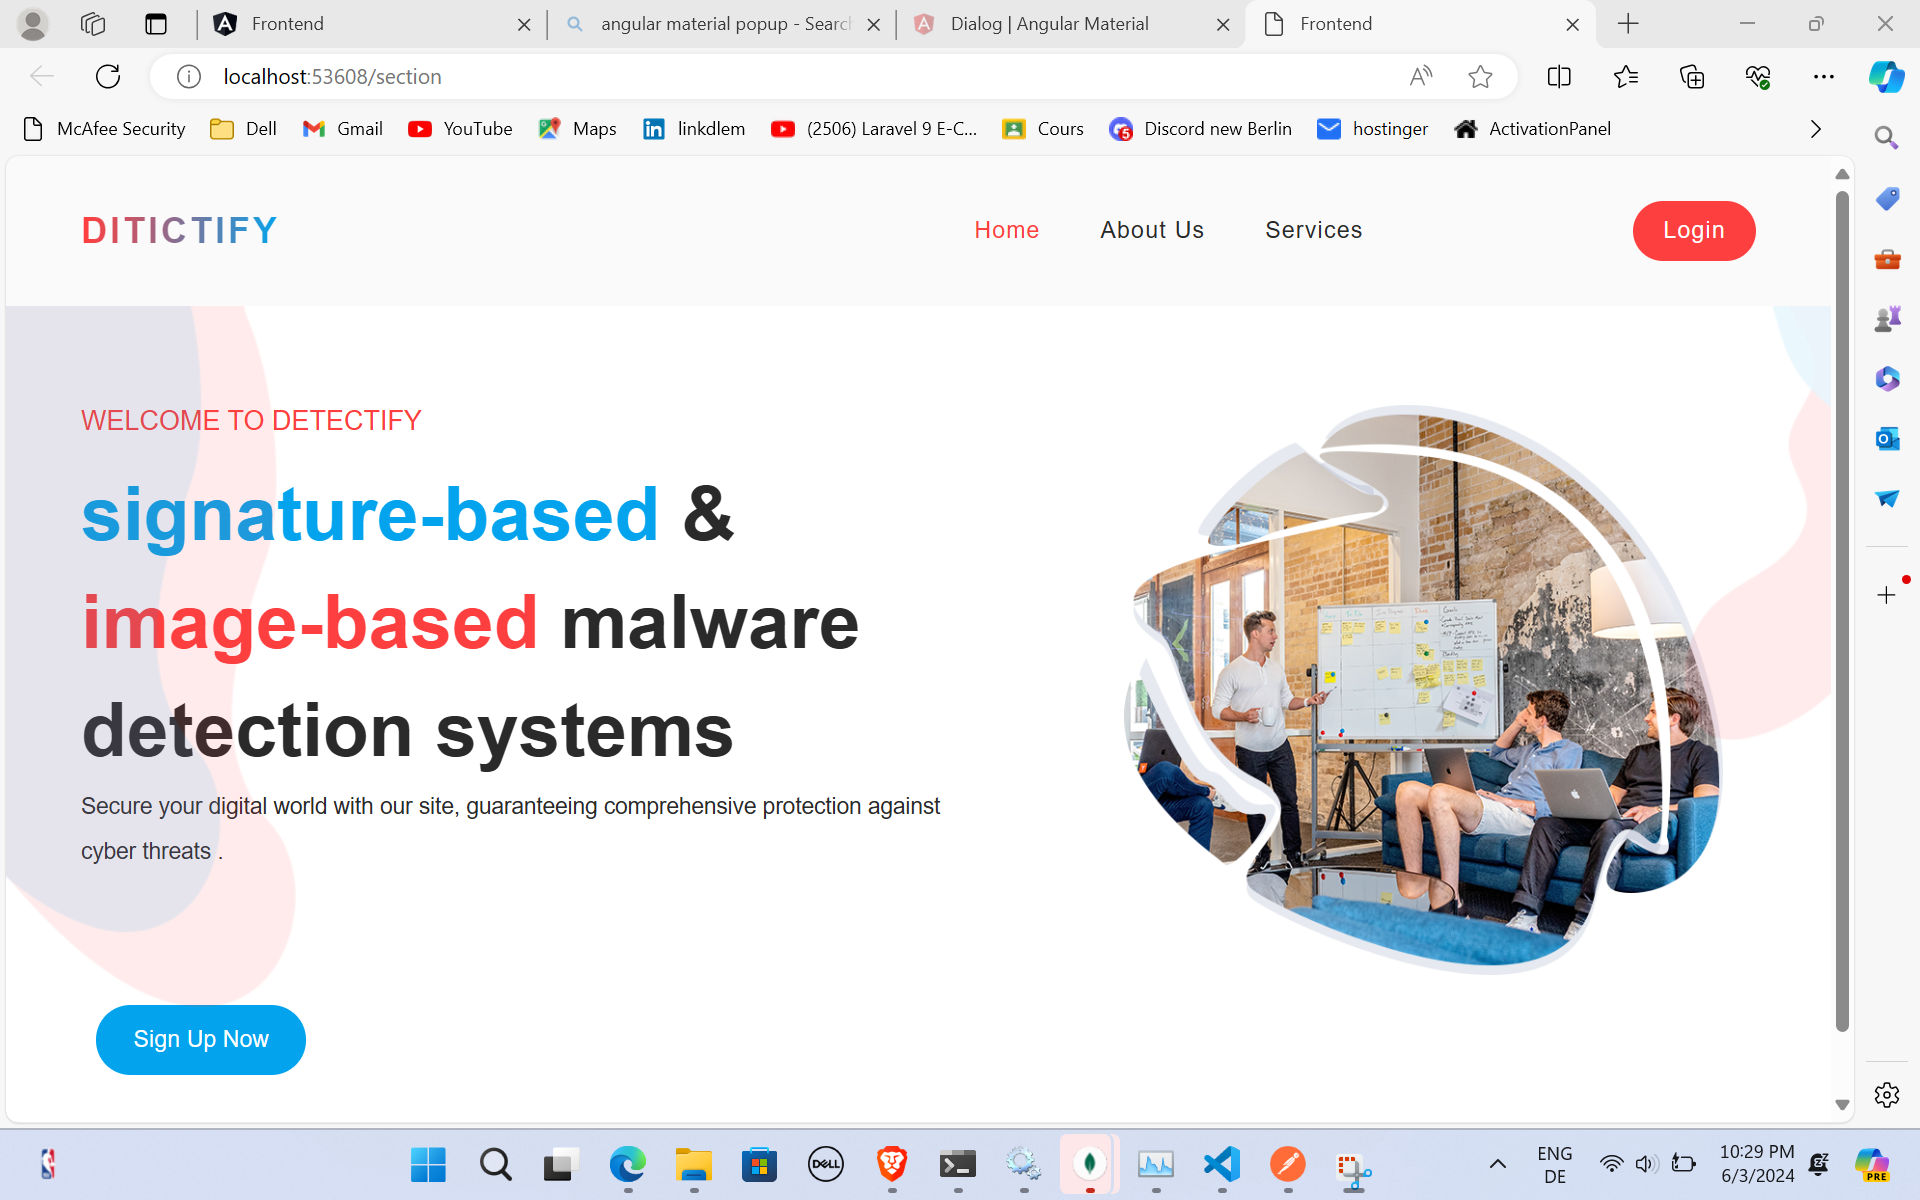 Frontend
angular material popup - Search
Dialog | Angular Material
Frontend
localhost:53608/section
McAfee Security
Dell
Gmail
YouTube
Maps
linkdlem
(2506) Laravel 9 E-C...
Cours
Discord new Berlin
hostinger
ActivationPanel
DITICTIFY
Home
About Us
Services
Login
WELCOME TO DETECTIFY
signature-based &
image-based malware
detection systems
Secure your digital world with our site, guaranteeing comprehensive protection against
cyber threats .
Sign Up Now
DELL
ENG
DE
10:29 PM
6/3/2024
PRE